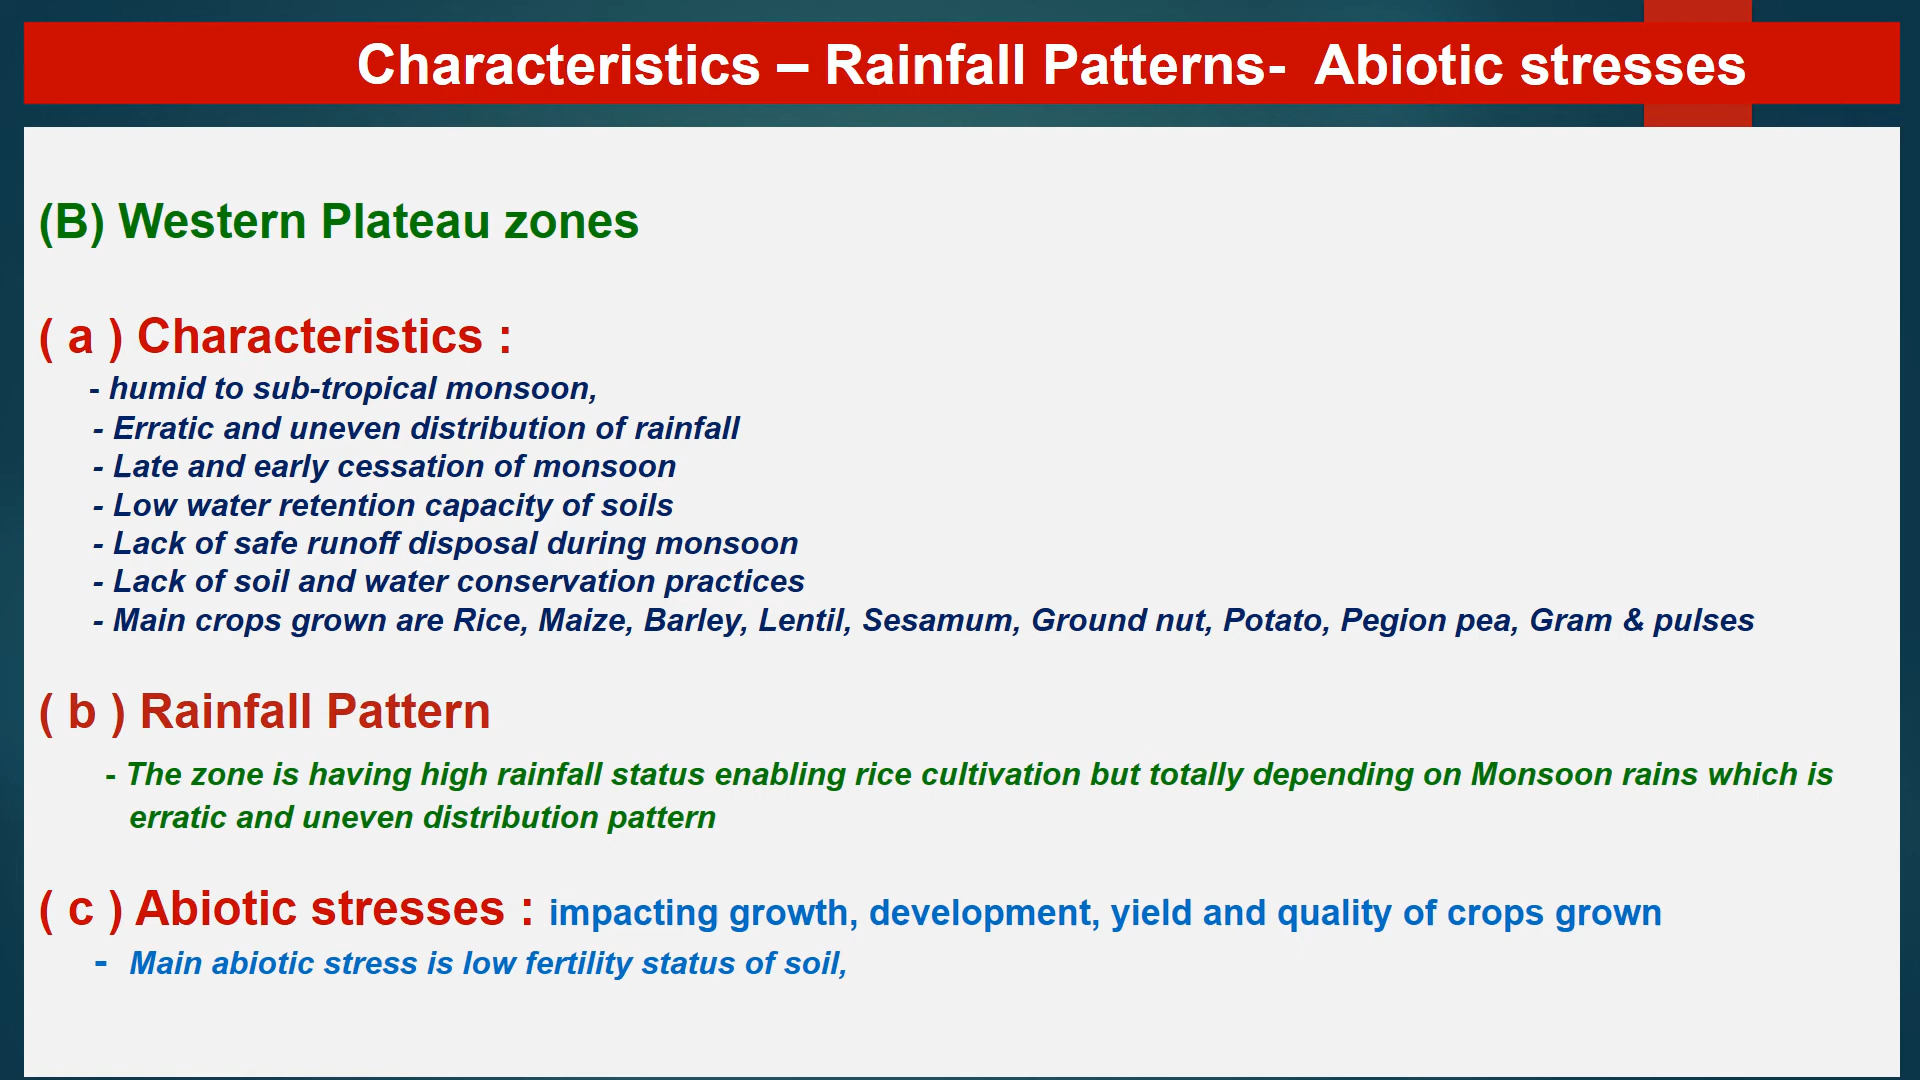 Characteristics – Rainfall Patterns-  Abiotic stresses
(B) Western Plateau zones
( a ) Characteristics :
- humid to sub-tropical monsoon,
- Erratic and uneven distribution of rainfall
- Late and early cessation of monsoon
- Low water retention capacity of soils
- Lack of safe runoff disposal during monsoon
- Lack of soil and water conservation practices
- Main crops grown are Rice, Maize, Barley, Lentil, Sesamum, Ground nut, Potato, Pegion pea, Gram & pulses
( b ) Rainfall Pattern
- The zone is having high rainfall status enabling rice cultivation but totally depending on Monsoon rains which is
erratic and uneven distribution pattern
( c ) Abiotic stresses : impacting growth, development, yield and quality of crops grown
- Main abiotic stress is low fertility status of soil,